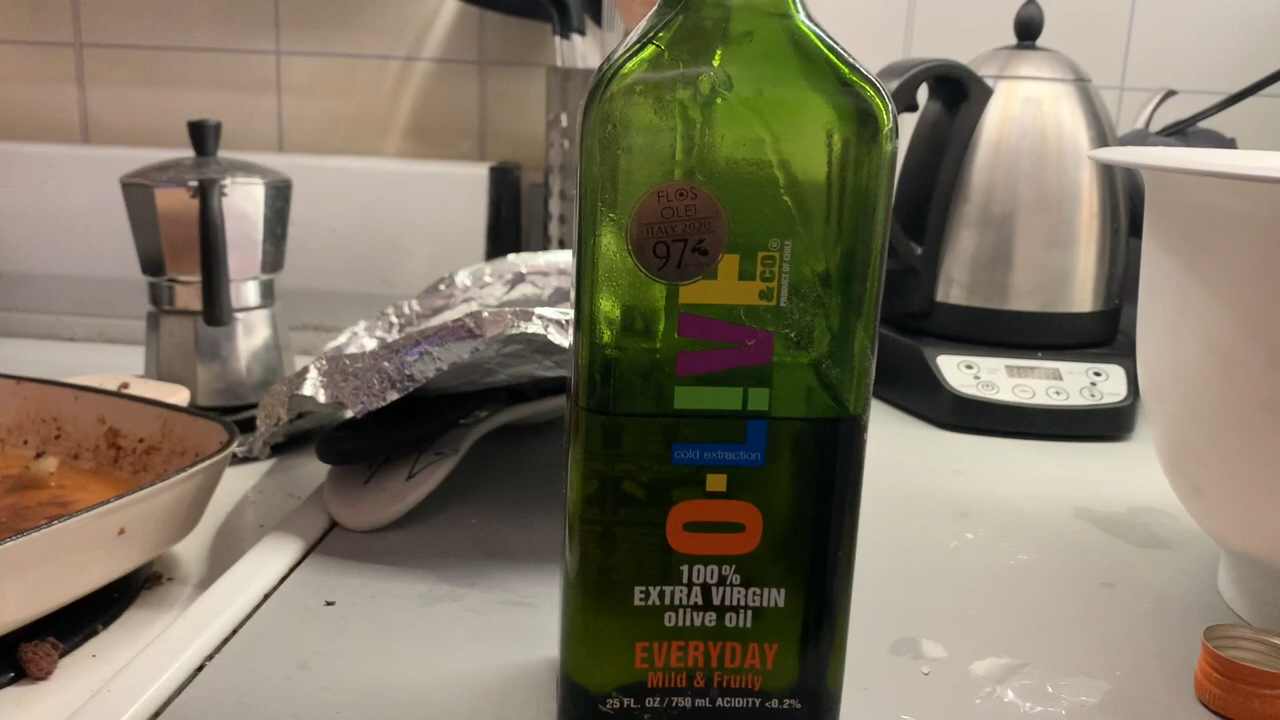 FLOS
OLEI
ITALY 2020
97
O·LiVE
&CO®
PRODUCT OF CHILE
cold extraction
100%
EXTRA VIRGIN
olive oil
EVERYDAY
Mild & Fruity
25 FL. OZ / 750 mL ACIDITY <0.2%